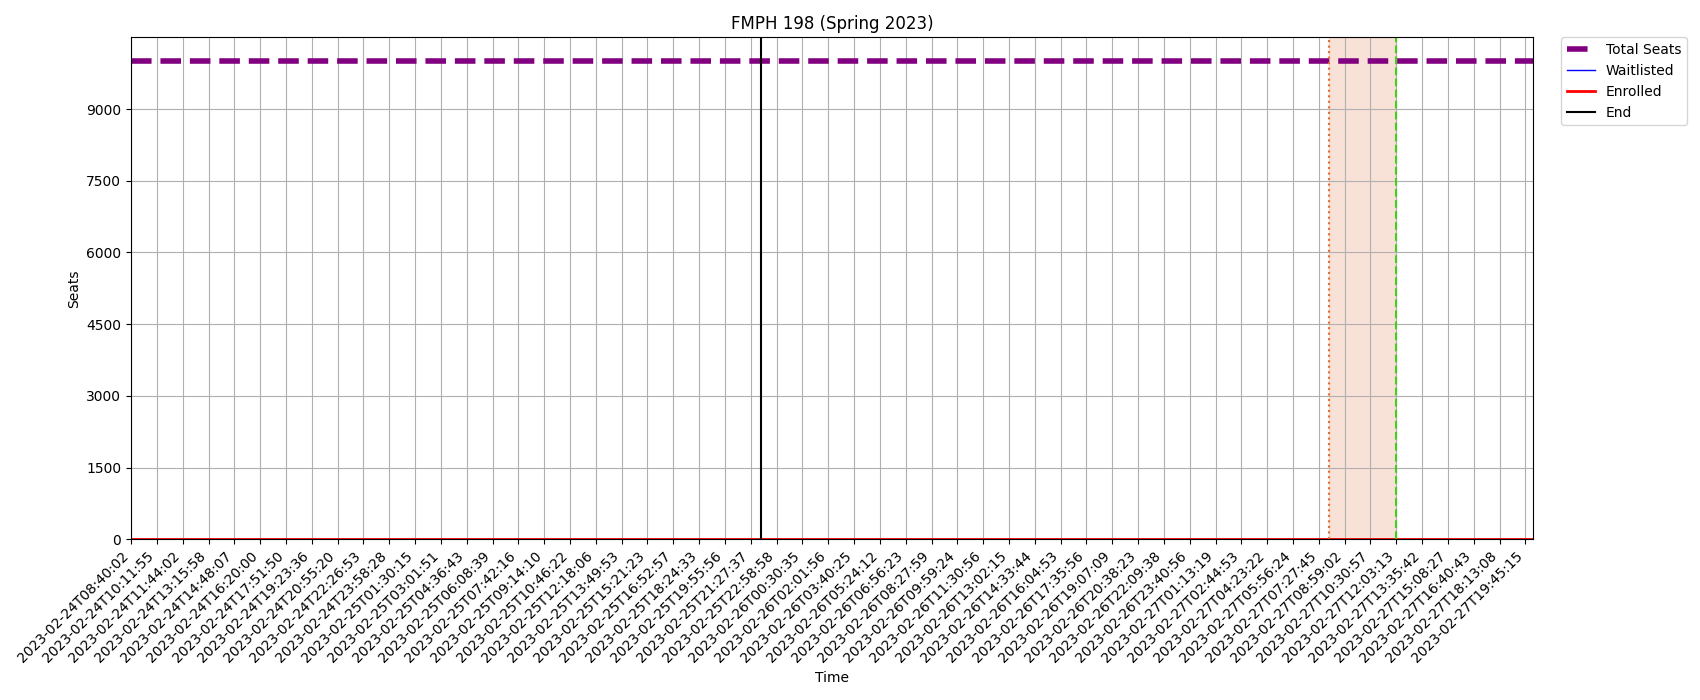 FMPH 198 (Spring 2023)
Total Seats
Waitlisted
Enrolled
End
Seats
9000
7500
6000
4500
3000
1500
0
2023-02-24T08:40:02
2023-02-24T10:11:55
2023-02-24T11:44:02
2023-02-24T13:15:58
2023-02-24T14:48:07
2023-02-24T16:20:00
2023-02-24T17:51:50
2023-02-24T19:23:36
2023-02-24T20:55:20
2023-02-24T22:26:53
2023-02-24T23:58:28
2023-02-25T01:30:15
2023-02-25T03:01:51
2023-02-25T04:36:43
2023-02-25T06:08:39
2023-02-25T07:42:16
2023-02-25T09:14:10
2023-02-25T10:46:22
2023-02-25T12:18:06
2023-02-25T13:49:53
2023-02-25T15:21:23
2023-02-25T16:52:57
2023-02-25T18:24:33
2023-02-25T19:55:56
2023-02-25T21:27:37
2023-02-25T22:58:58
2023-02-26T00:30:35
2023-02-26T02:01:56
2023-02-26T03:40:25
2023-02-26T05:24:12
2023-02-26T06:56:23
2023-02-26T08:27:59
2023-02-26T09:59:24
2023-02-26T11:30:56
2023-02-26T13:02:15
2023-02-26T14:33:44
2023-02-26T16:04:53
2023-02-26T17:35:56
2023-02-26T19:07:09
2023-02-26T20:38:23
2023-02-26T22:09:38
2023-02-26T23:40:56
2023-02-27T01:13:19
2023-02-27T02:44:53
2023-02-27T04:23:22
2023-02-27T05:56:24
2023-02-27T07:27:45
2023-02-27T08:59:02
2023-02-27T10:30:57
2023-02-27T12:03:13
2023-02-27T13:35:42
2023-02-27T15:08:27
2023-02-27T16:40:43
2023-02-27T18:13:08
2023-02-27T19:45:15
Time